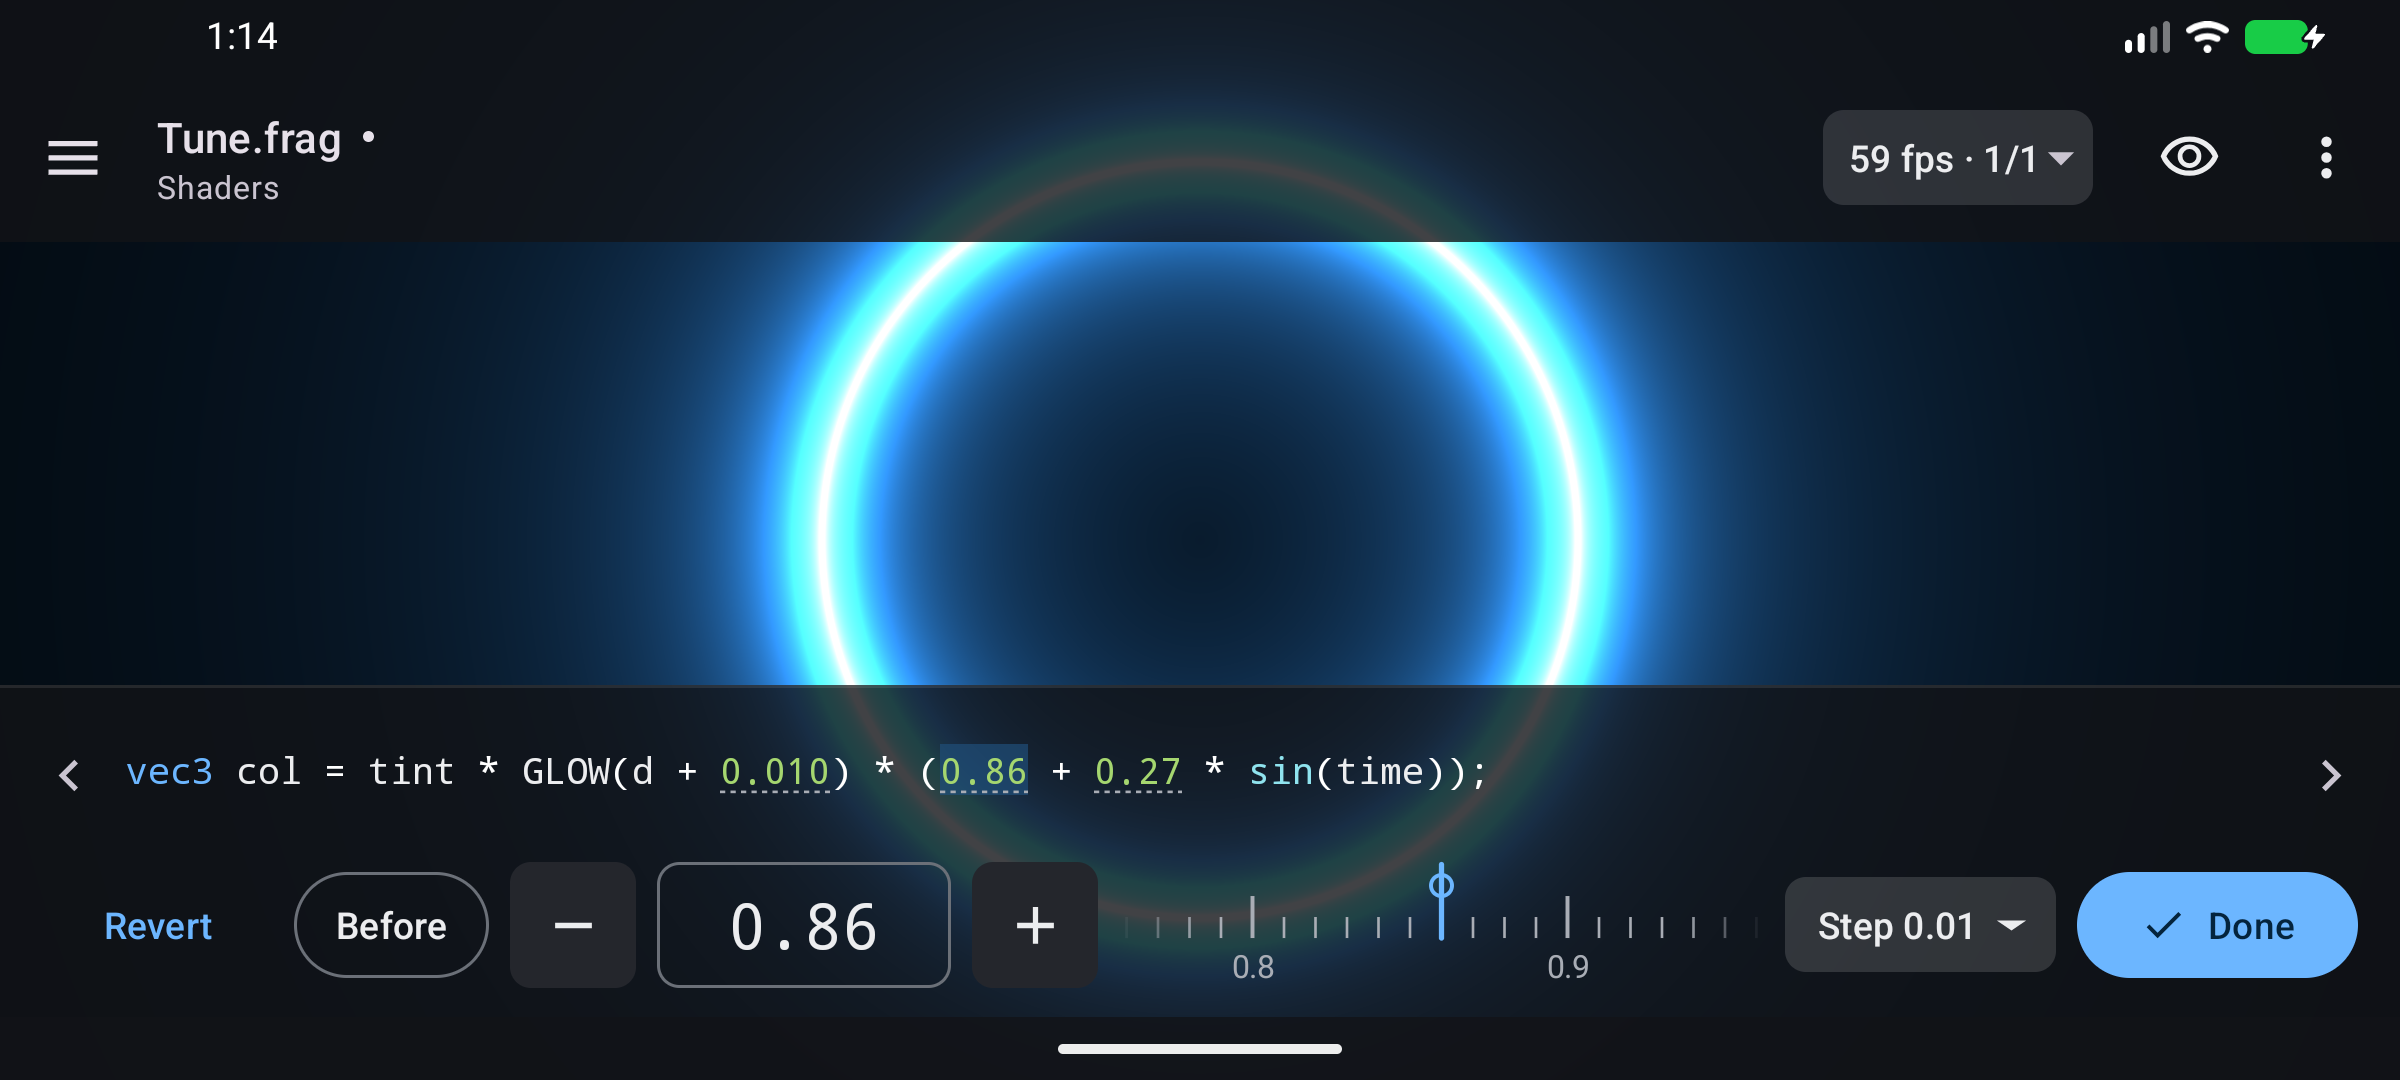 1:14
Tune.frag •
Shaders
59 fps · 1/1
vec3 col = tint * GLOW(d + 0.010) * (0.86 + 0.27 * sin(time));
Revert
Before
−
0.86
+
0.8
0.9
Step 0.01
Done